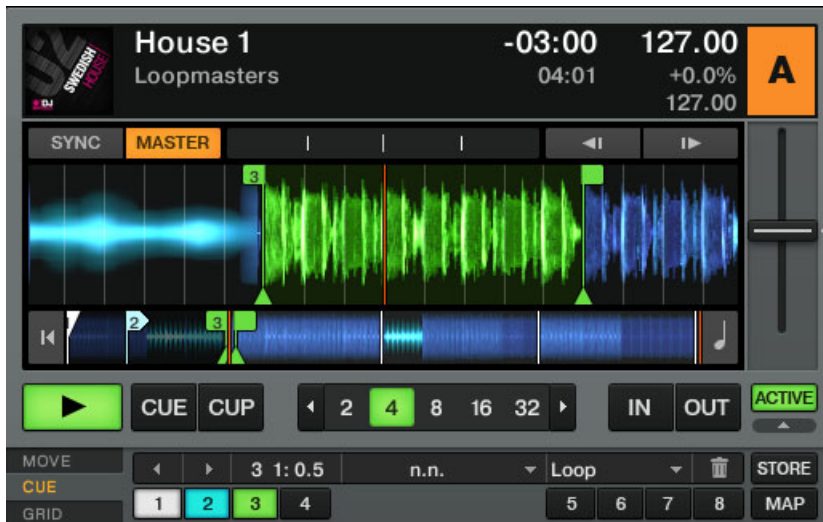 SWEDISH HOUSE
DJ
House 1
-03:00
127.00
A
Loopmasters
04:01
+0.0%
127.00
SYNC
MASTER
3
2
3
CUE
CUP
2
4
8
16
32
IN
OUT
ACTIVE
MOVE
3 1: 0.5
n.n.
Loop
STORE
CUE
GRID
1
2
3
4
5
6
7
8
MAP